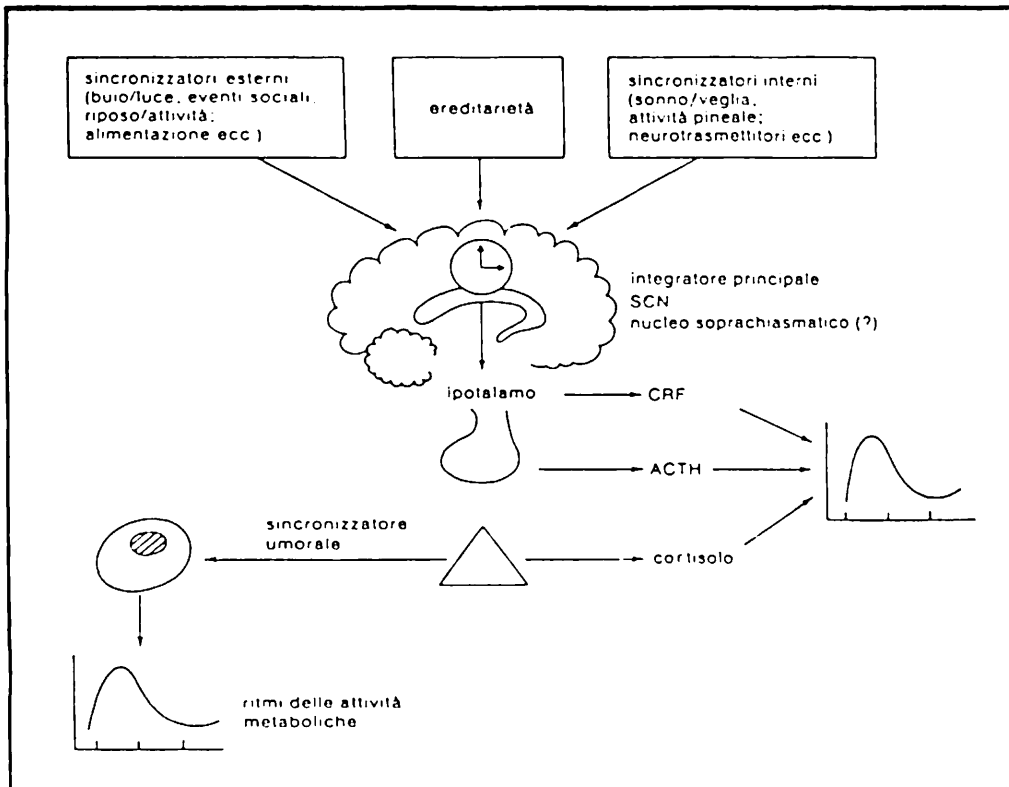 sincronizzatori esterni
(buio/luce, eventi sociali,
riposo/attività;
alimentazione ecc.)
ereditarietà
sincronizzatori interni
(sonno/veglia,
attività pineale;
neurotrasmettitori ecc.)
integratore principale
SCN
nucleo soprachiasmatico (?)
ipotalamo
CRF
ACTH
sincronizzatore
umorale
cortisolo
ritmi delle attività
metaboliche